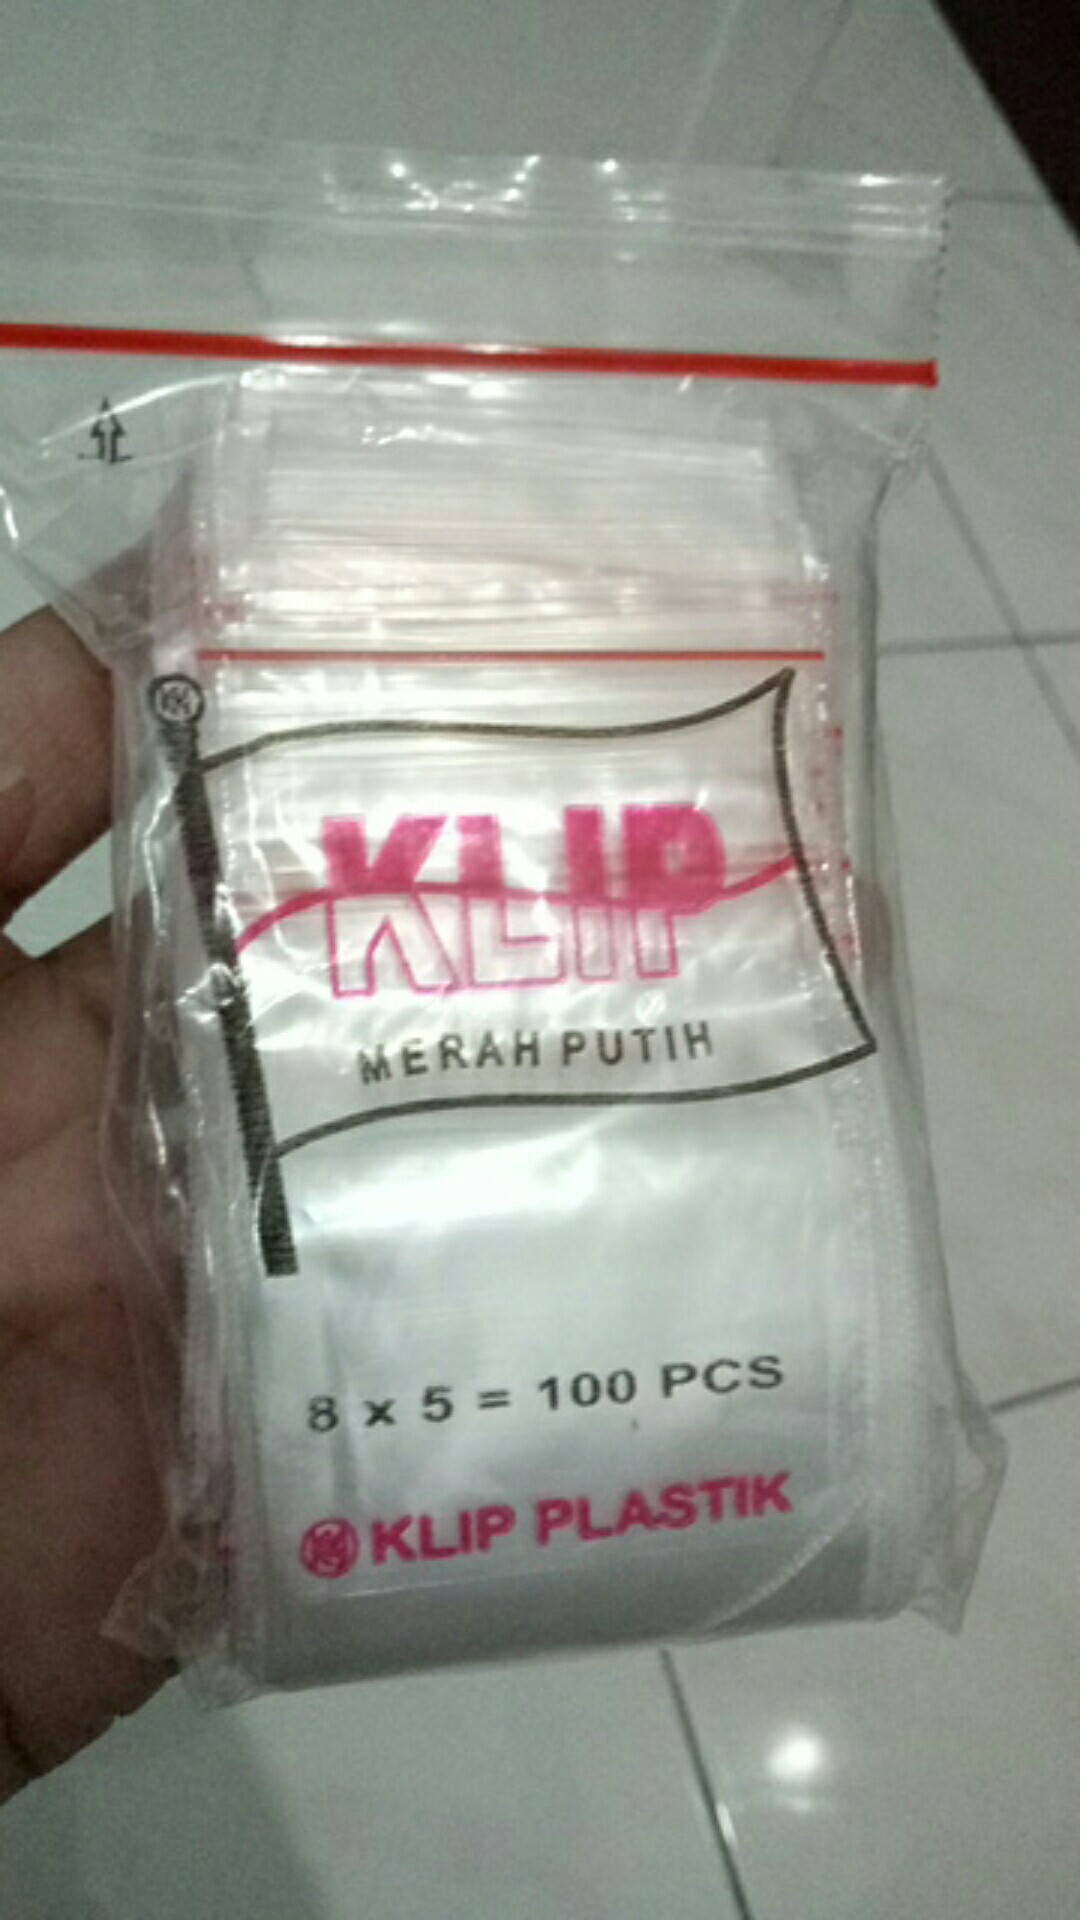 KLIP
MERAH PUTIH
8 x 5 = 100 PCS
KLIP PLASTIK